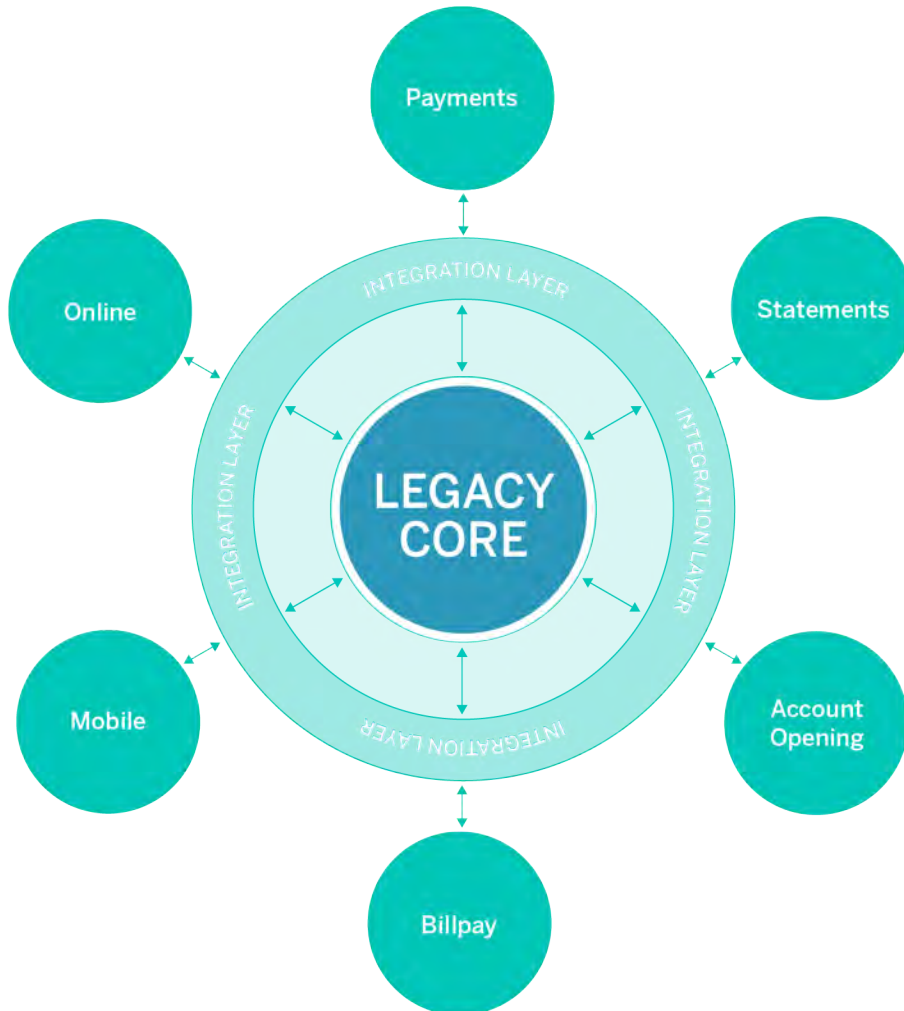 Payments
INTEGRATION LAYER
Online
Statements
INTEGRATION LAYER
INTEGRATION LAYER
LEGACY
CORE
Mobile
Account
Opening
INTEGRATION LAYER
Billpay